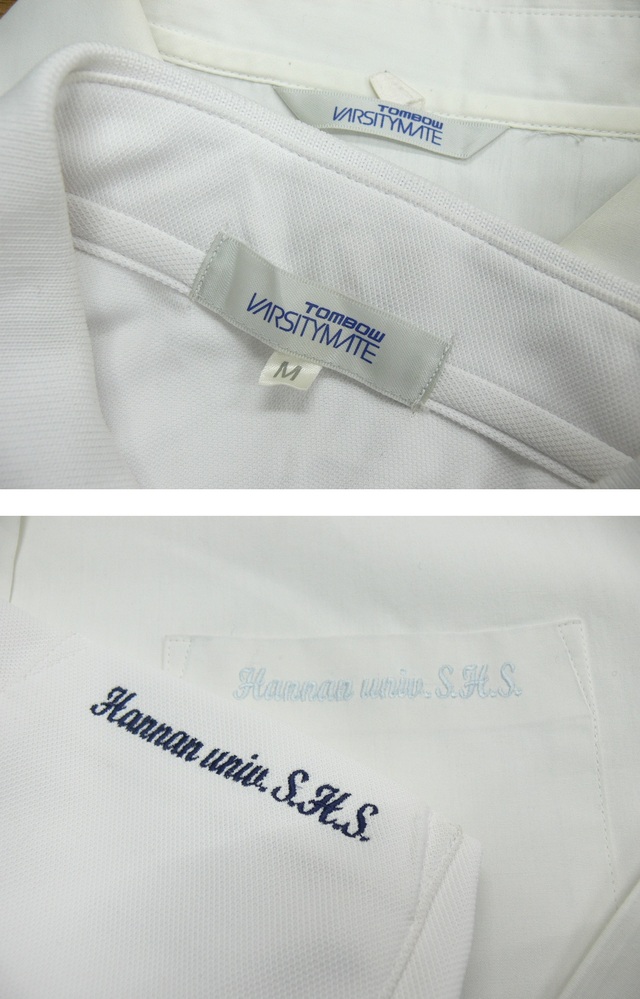 TOMBOW
VARSITYMATE
TOMBOW
VARSITYMATE
M
Hannan univ. S.H.S.
Hannan univ. S.H.S.